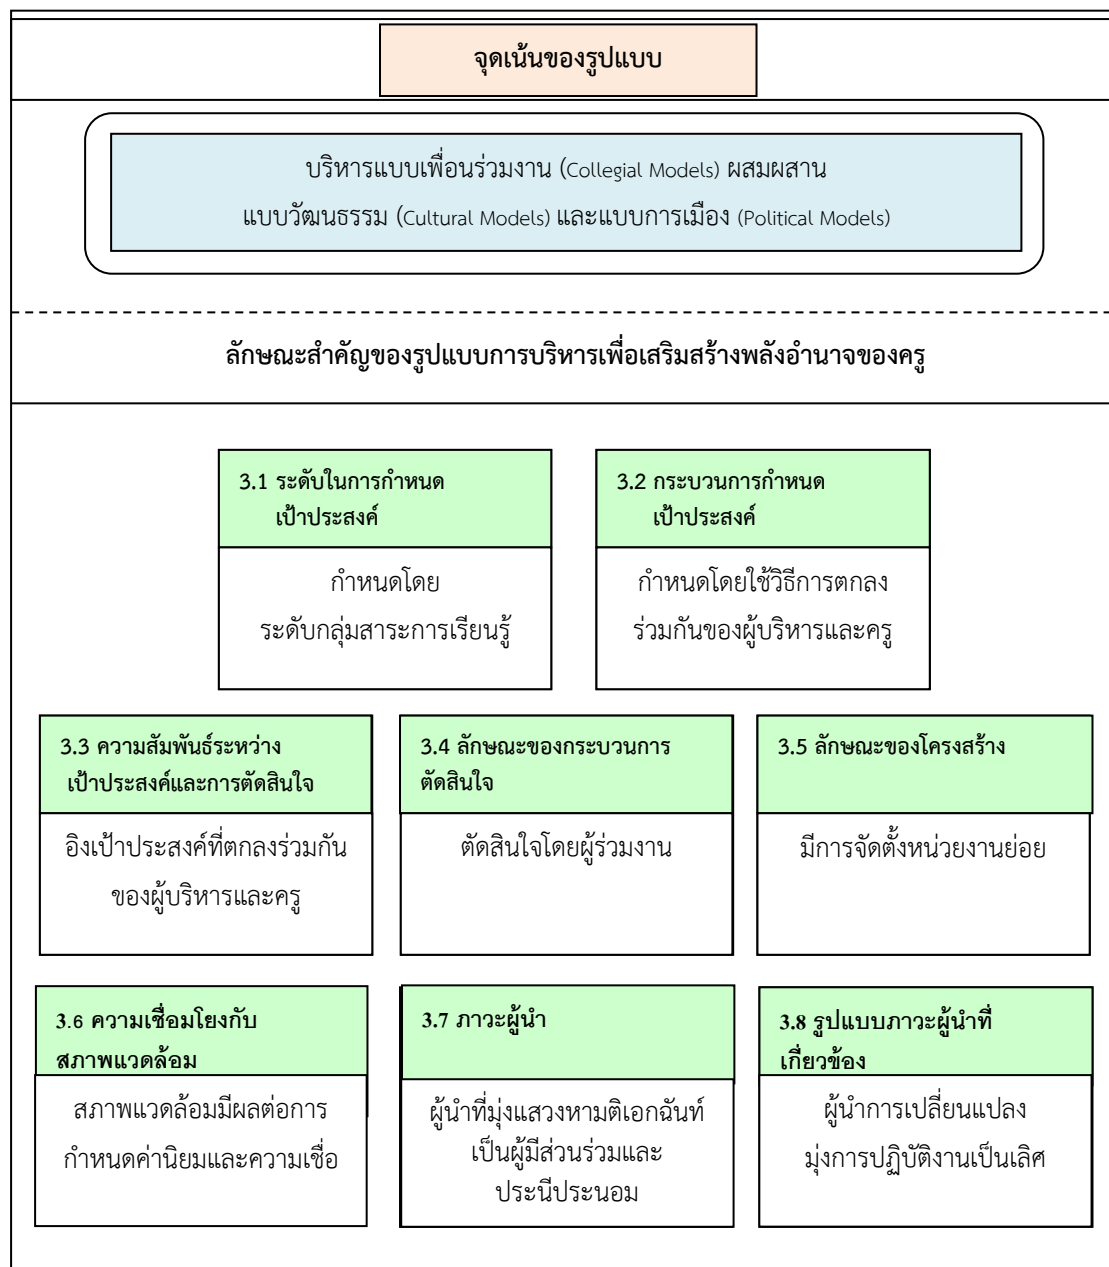 จุดเน้นของรูปแบบ
บริหารแบบเพื่อนร่วมงาน (Collegial Models) ผสมผสาน
แบบวัฒนธรรม (Cultural Models) และแบบการเมือง (Political Models)
ลักษณะสำคัญของรูปแบบการบริหารเพื่อเสริมสร้างพลังอำนาจของครู
3.1 ระดับในการกำหนด
เป้าประสงค์
กำหนดโดย
ระดับกลุ่มสาระการเรียนรู้
3.2 กระบวนการกำหนด
เป้าประสงค์
กำหนดโดยใช้วิธีการตกลง
ร่วมกันของผู้บริหารและครู
3.3 ความสัมพันธ์ระหว่าง
เป้าประสงค์และการตัดสินใจ
อิงเป้าประสงค์ที่ตกลงร่วมกัน
ของผู้บริหารและครู
3.4 ลักษณะของกระบวนการ
ตัดสินใจ
ตัดสินใจโดยผู้ร่วมงาน
3.5 ลักษณะของโครงสร้าง
มีการจัดตั้งหน่วยงานย่อย
3.6 ความเชื่อมโยงกับ
สภาพแวดล้อม
สภาพแวดล้อมมีผลต่อการ
กำหนดค่านิยมและความเชื่อ
3.7 ภาวะผู้นำ
ผู้นำที่มุ่งแสวงหามติเอกฉันท์
เป็นผู้มีส่วนร่วมและ
ประนีประนอม
3.8 รูปแบบภาวะผู้นำที่
เกี่ยวข้อง
ผู้นำการเปลี่ยนแปลง
มุ่งการปฏิบัติงานเป็นเลิศ